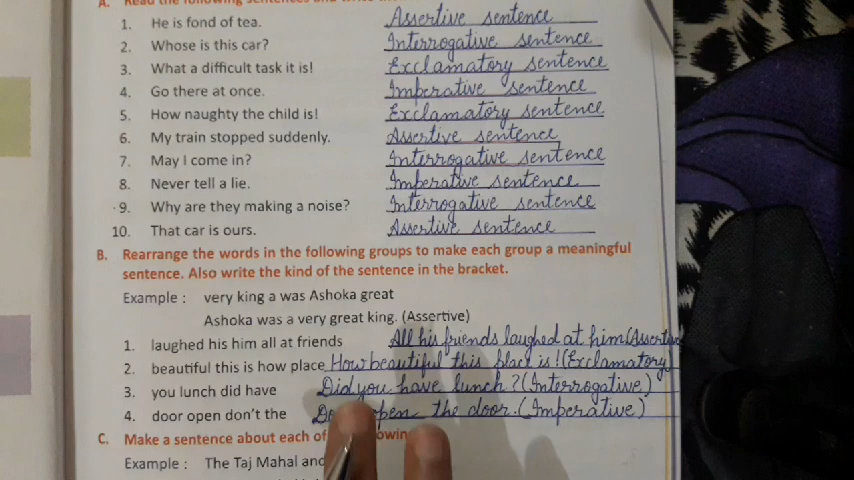 A. Read the following sentences and write
1. He is fond of tea. Assertive sentence
2. Whose is this car? Interrogative sentence
3. What a difficult task it is! Exclamatory sentence
4. Go there at once. Imperative sentence
5. How naughty the child is! Exclamatory sentence
6. My train stopped suddenly. Assertive sentence
7. May I come in? Interrogative sentence
8. Never tell a lie. Imperative sentence
9. Why are they making a noise? Interrogative sentence
10. That car is ours. Assertive sentence
B. Rearrange the words in the following groups to make each group a meaningful
sentence. Also write the kind of the sentence in the bracket.
Example : very king a was Ashoka great
Ashoka was a very great king. (Assertive)
1. laughed his him all at friends All his friends laughed at him (Assertive
2. beautiful this is how place How beautiful this place is! (Exclamatory)
3. you lunch did have Did you have lunch? (Interrogative)
4. door open don't the open the door. (Imperative)
C. Make a sentence about each of
Example : The Taj Mahal and